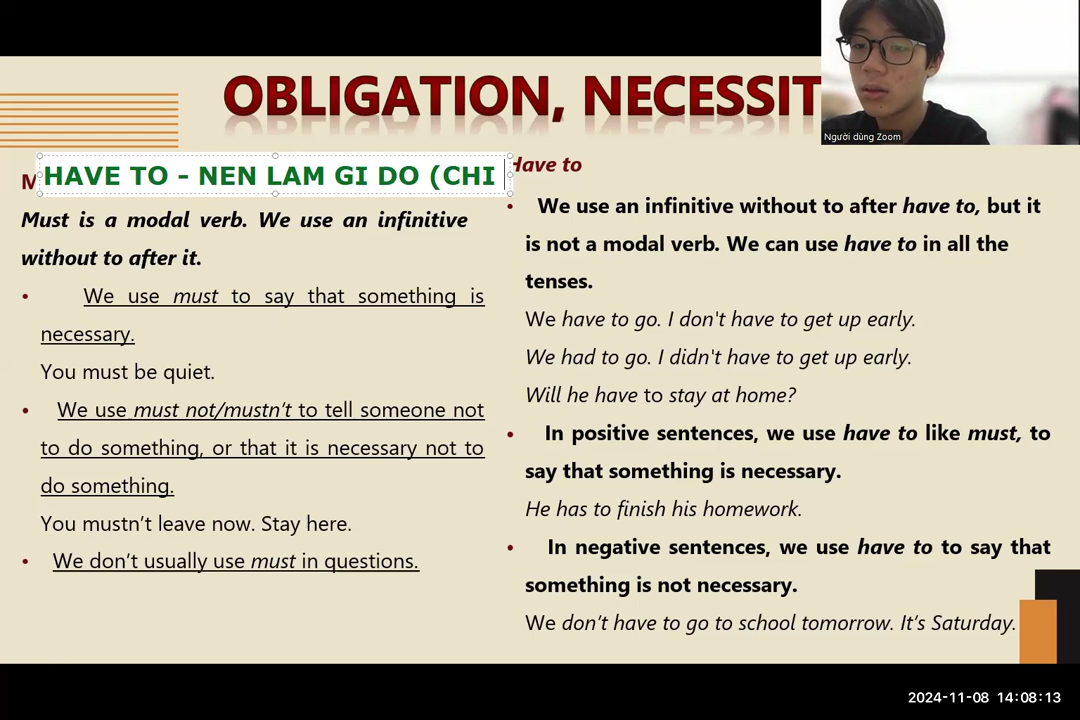 OBLIGATION, NECESSIT
Người dùng Zoom
M
HAVE TO - NEN LAM GI DO (CHI
Must is a modal verb. We use an infinitive
without to after it.
• We use must to say that something is
necessary.
You must be quiet.
• We use must not/mustn't to tell someone not
to do something, or that it is necessary not to
do something.
You mustn't leave now. Stay here.
• We don't usually use must in questions.
Have to
• We use an infinitive without to after have to, but it
is not a modal verb. We can use have to in all the
tenses.
We have to go. I don't have to get up early.
We had to go. I didn't have to get up early.
Will he have to stay at home?
• In positive sentences, we use have to like must, to
say that something is necessary.
He has to finish his homework.
• In negative sentences, we use have to to say that
something is not necessary.
We don't have to go to school tomorrow. It's Saturday.
2024-11-08 14:08:13